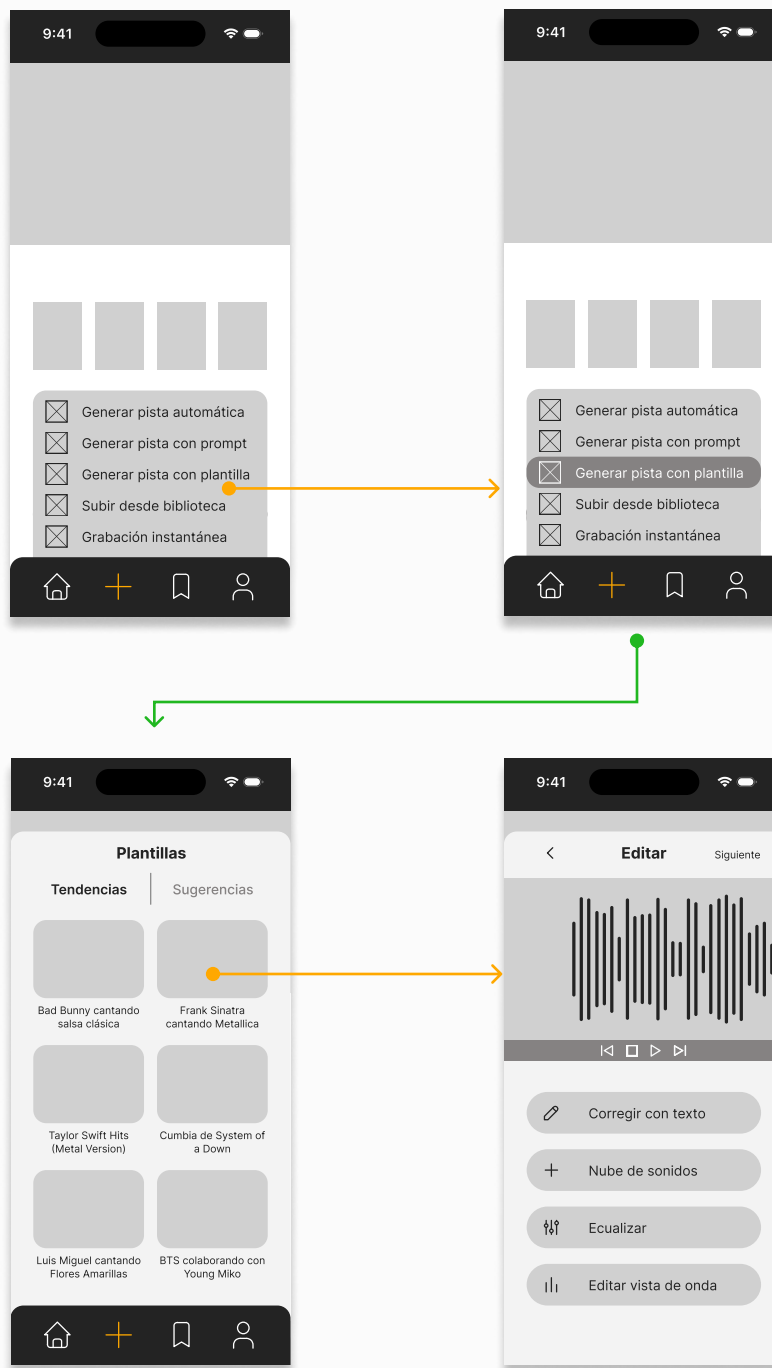 9:41
Generar pista automática
Generar pista con prompt
Generar pista con plantilla
Subir desde biblioteca
Grabación instantánea
9:41
Generar pista automática
Generar pista con prompt
Generar pista con plantilla
Subir desde biblioteca
Grabación instantánea
9:41
Plantillas
Tendencias
Sugerencias
Bad Bunny cantando
salsa clásica
Frank Sinatra
cantando Metallica
Taylor Swift Hits
(Metal Version)
Cumbia de System of
a Down
Luis Miguel cantando
Flores Amarillas
BTS colaborando con
Young Miko
9:41
Editar
Siguiente
Corregir con texto
Nube de sonidos
Ecualizar
Editar vista de onda